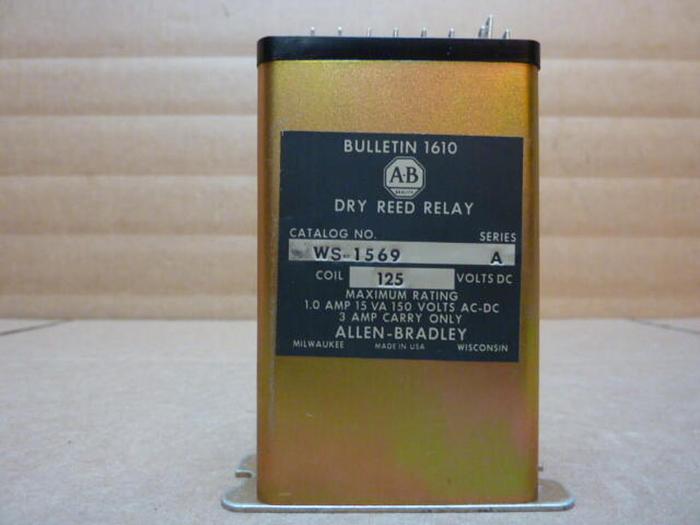 BULLETIN 1610
A-B
QUALITY
DRY REED RELAY
CATALOG NO. SERIES
WS-1569 A
COIL 125 VOLTS DC
MAXIMUM RATING
1.0 AMP 15 VA 150 VOLTS AC-DC
3 AMP CARRY ONLY
ALLEN-BRADLEY
MILWAUKEE MADE IN USA WISCONSIN